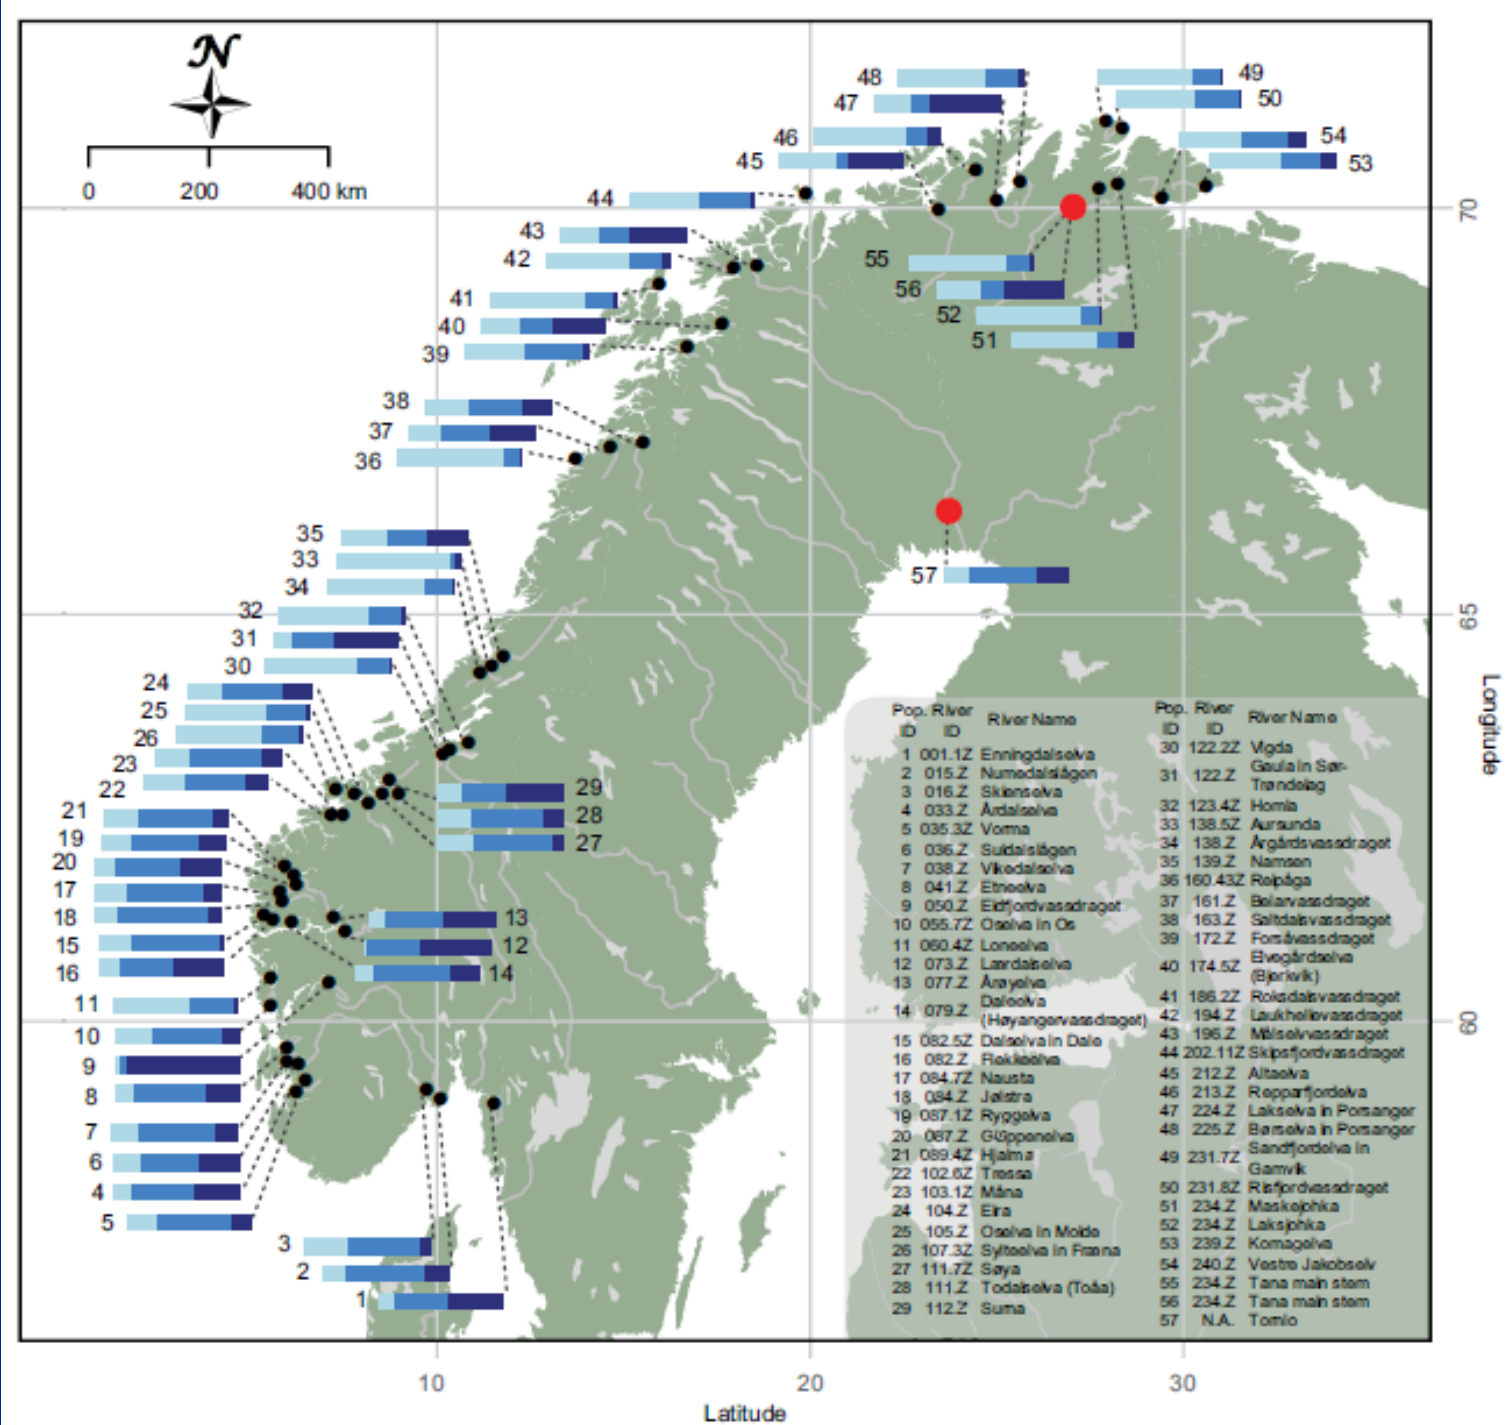 N
0 200 400 km
48
47
46
45
44
43
42
41
40
39
38
37
36
35
33
34
32
31
30
24
25
26
23
22
21
19
20
17
18
15
16
11
10
9
8
7
6
4
5
3
2
1
29
28
27
13
12
14
49
50
54
53
55
56
52
51
57
70
65
60
Longitude
10 20 30
Latitude
Pop. River
ID ID River Name
1 001.1Z Enningdalselva
2 015.Z Numedalslågen
3 016.Z Skienselva
4 033.Z Årdalselva
5 035.3Z Vorma
6 036.Z Suldalslågen
7 038.Z Vikedalselva
8 041.Z Etneelva
9 050.Z Eidfjordvassdraget
10 055.7Z Oselva in Os
11 060.4Z Loneelva
12 073.Z Lærdalselva
13 077.Z Årøyelva
14 079.Z Daleelva
(Høyangervassdraget)
15 082.5Z Dalselva in Dale
16 082.Z Flekkeelva
17 084.7Z Nausta
18 084.Z Jølstra
19 087.1Z Ryggelva
20 087.Z Gloppenelva
21 089.4Z Hjalma
22 102.6Z Tressa
23 103.1Z Måna
24 104.Z Eira
25 105.Z Oselva in Molde
26 107.3Z Sylteelva in Fræna
27 111.7Z Søya
28 111.Z Todalselva (Toåa)
29 112.Z Surna
Pop. River
ID ID River Name
30 122.2Z Vigda
31 122.Z Gaula in Sør-
Trøndelag
32 123.4Z Homla
33 138.5Z Aursunda
34 138.Z Årgårdsvassdraget
35 139.Z Namsen
36 160.43Z Reipåga
37 161.Z Beiarvassdraget
38 163.Z Saltdalsvassdraget
39 172.Z Forsåvassdraget
40 174.5Z Elvegårdselva
(Bjerkvik)
41 186.2Z Roksdalsvassdraget
42 194.Z Laukhellevassdraget
43 196.Z Målselvvassdraget
44 202.11Z Skipsfjordvassdraget
45 212.Z Altaelva
46 213.Z Repparfjordelva
47 224.Z Lakselva in Porsanger
48 225.Z Børselva in Porsanger
49 231.7Z Sandfjordelva in
Gamvik
50 231.8Z Risfjordvassdraget
51 234.Z Maskejohka
52 234.Z Laksjohka
53 239.Z Komagelva
54 240.Z Vestre Jakobselv
55 234.Z Tana main stem
56 234.Z Tana main stem
57 N.A. Tornio